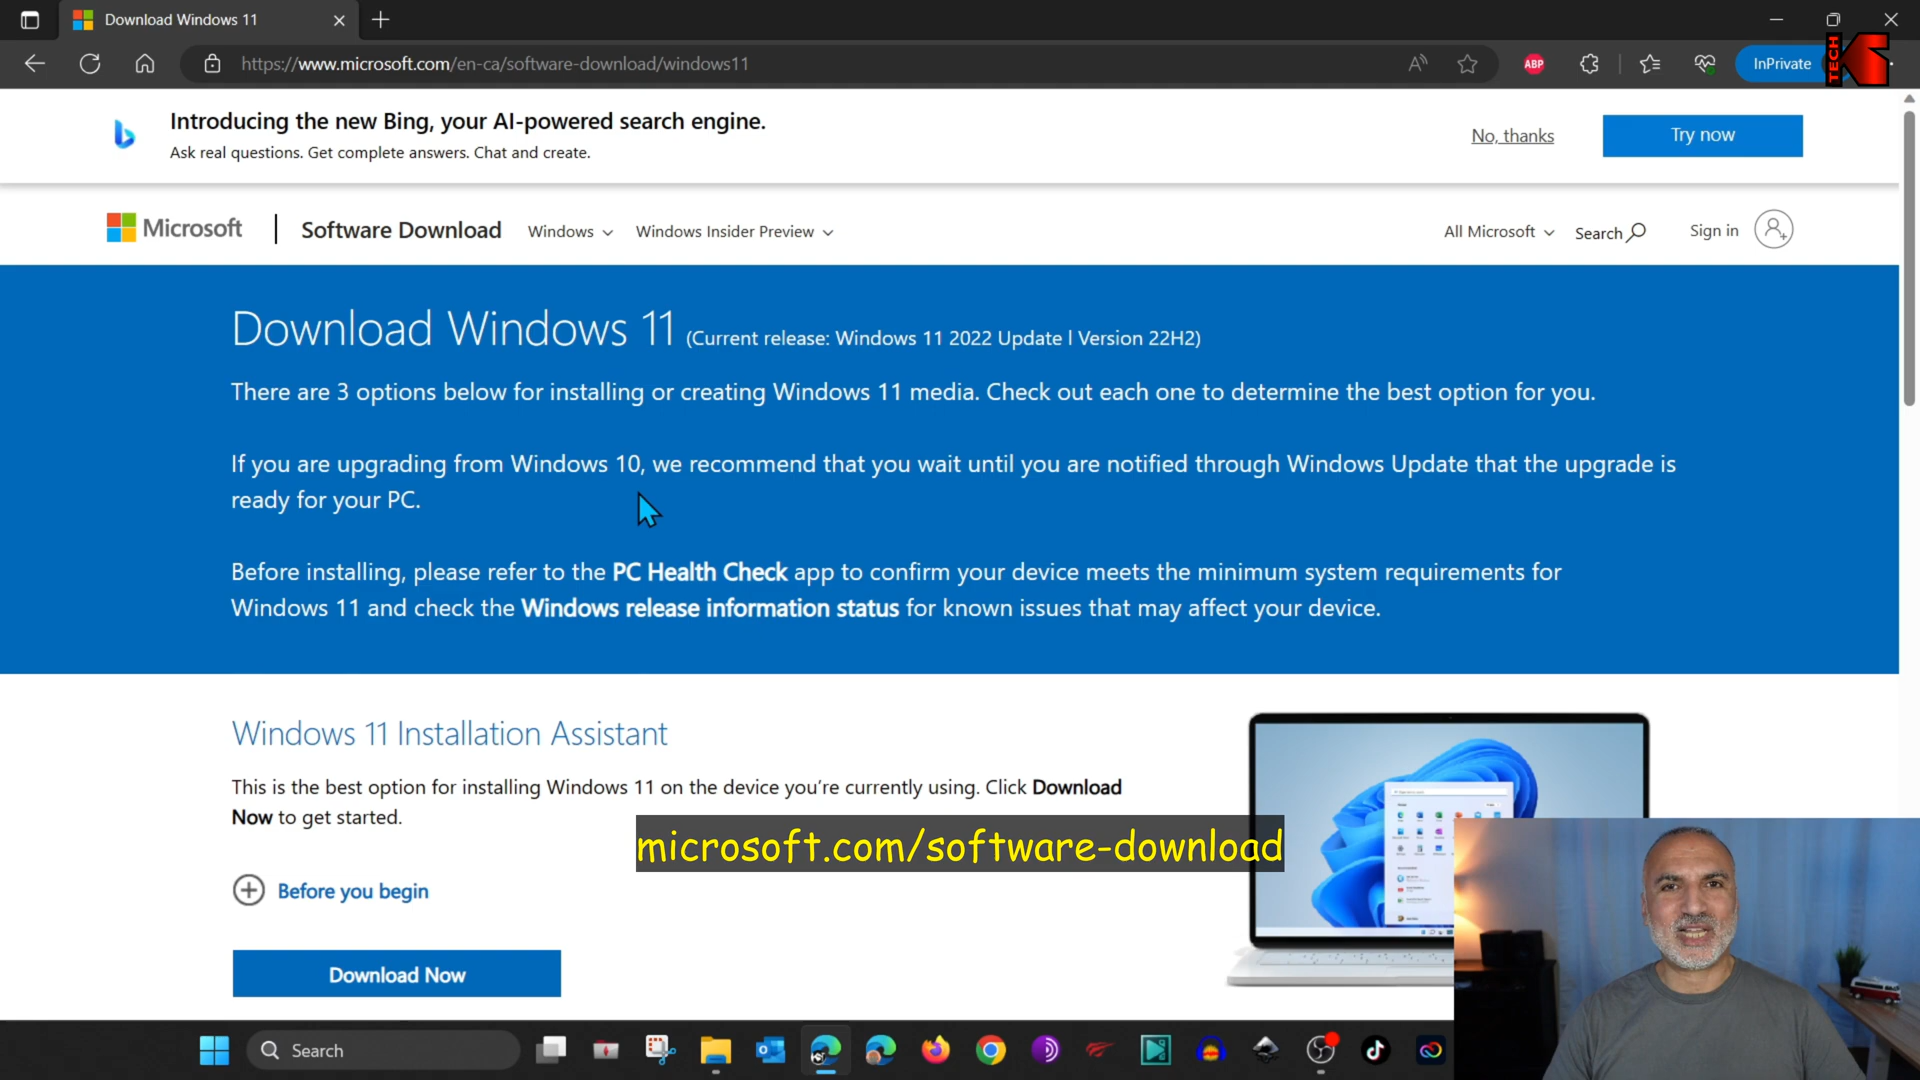 Download Windows 11
https://www.microsoft.com/en-ca/software-download/windows11
ABP
InPrivate
TECH
Introducing the new Bing, your AI-powered search engine.
Ask real questions. Get complete answers. Chat and create.
No, thanks
Try now
Microsoft
Software Download
Windows
Windows Insider Preview
All Microsoft
Search
Sign in
Download Windows 11 (Current release: Windows 11 2022 Update l Version 22H2)
There are 3 options below for installing or creating Windows 11 media. Check out each one to determine the best option for you.
If you are upgrading from Windows 10, we recommend that you wait until you are notified through Windows Update that the upgrade is
ready for your PC.
Before installing, please refer to the PC Health Check app to confirm your device meets the minimum system requirements for
Windows 11 and check the Windows release information status for known issues that may affect your device.
Windows 11 Installation Assistant
This is the best option for installing Windows 11 on the device you’re currently using. Click Download
Now to get started.
microsoft.com/software-download
Before you begin
Download Now
Search